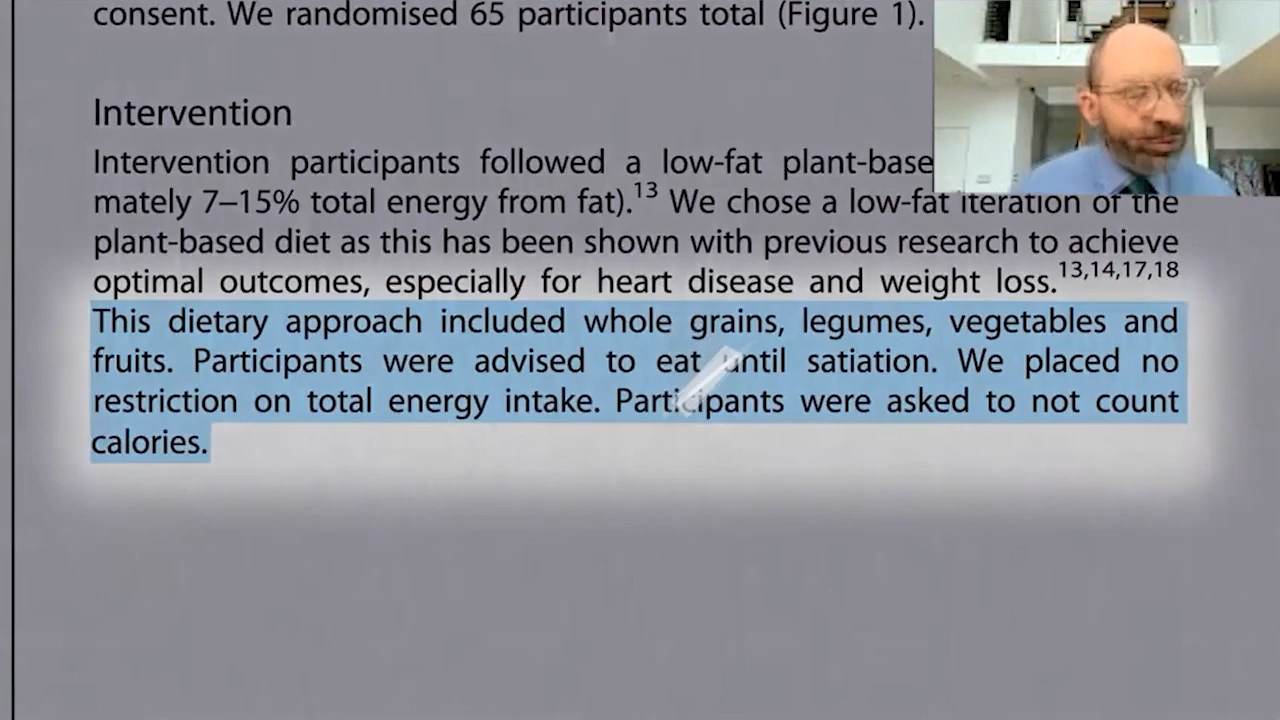 consent. We randomised 65 participants total (Figure 1).
Intervention
Intervention participants followed a low-fat plant-base
mately 7–15% total energy from fat).13 We chose a low-fat iteration of the
plant-based diet as this has been shown with previous research to achieve
optimal outcomes, especially for heart disease and weight loss.13,14,17,18
This dietary approach included whole grains, legumes, vegetables and
fruits. Participants were advised to eat until satiation. We placed no
restriction on total energy intake. Participants were asked to not count
calories.